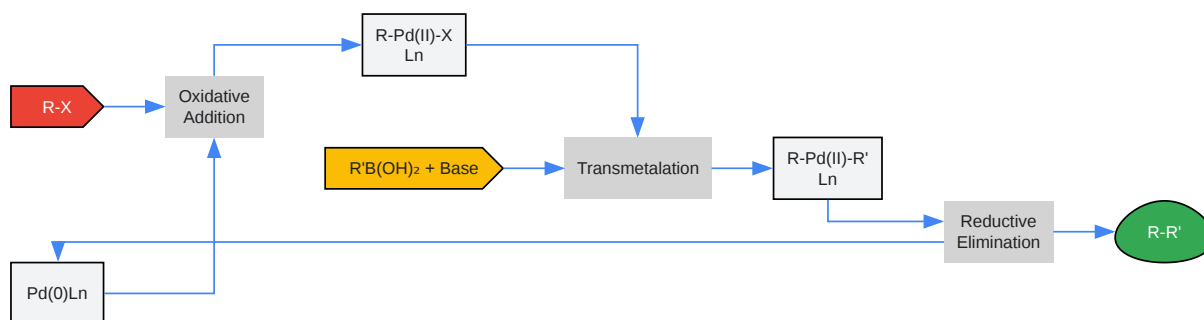 R-Pd(II)-X
Ln
R-X
Oxidative
Addition
R'B(OH)₂ + Base
Transmetalation
R-Pd(II)-R'
Ln
Reductive
Elimination
R-R'
Pd(0)Ln